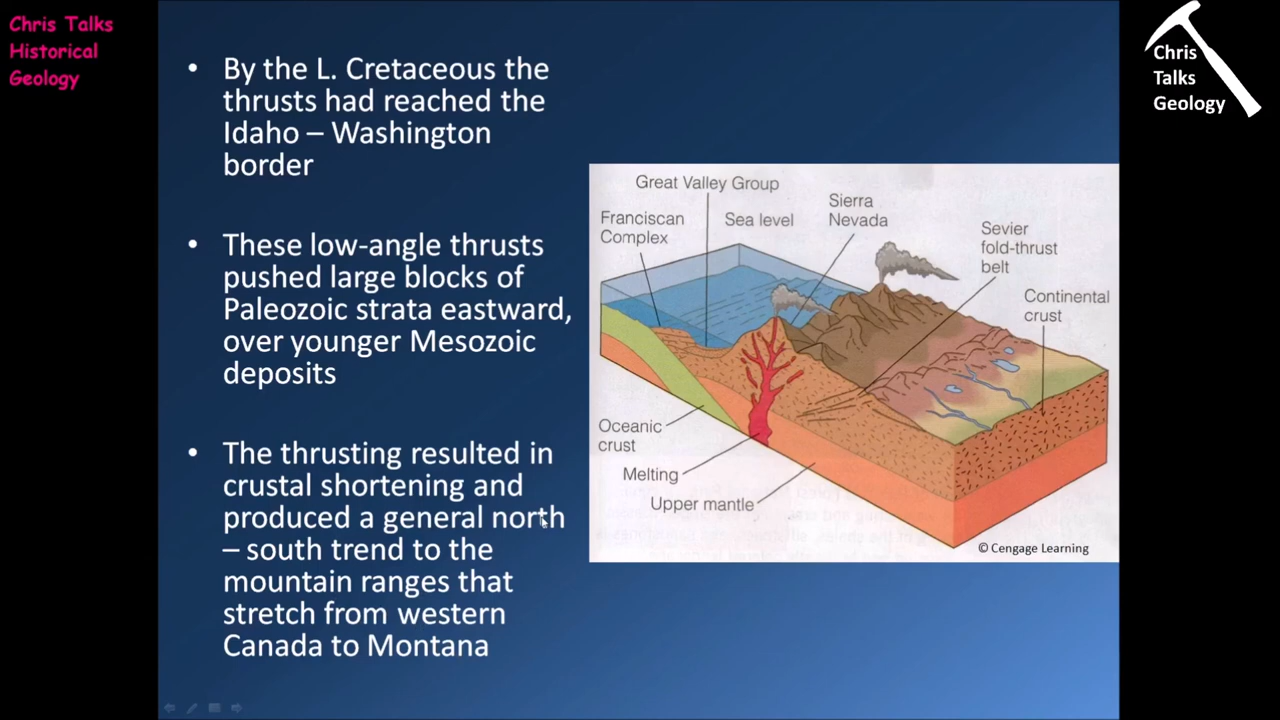 Chris Talks
Historical
Geology
• By the L. Cretaceous the
thrusts had reached the
Idaho – Washington
border
• These low-angle thrusts
pushed large blocks of
Paleozoic strata eastward,
over younger Mesozoic
deposits
• The thrusting resulted in
crustal shortening and
produced a general north
– south trend to the
mountain ranges that
stretch from western
Canada to Montana
Great Valley Group
Franciscan
Complex
Sea level
Sierra
Nevada
Sevier
fold-thrust
belt
Continental
crust
Oceanic
crust
Melting
Upper mantle
© Cengage Learning
Chris
Talks
Geology